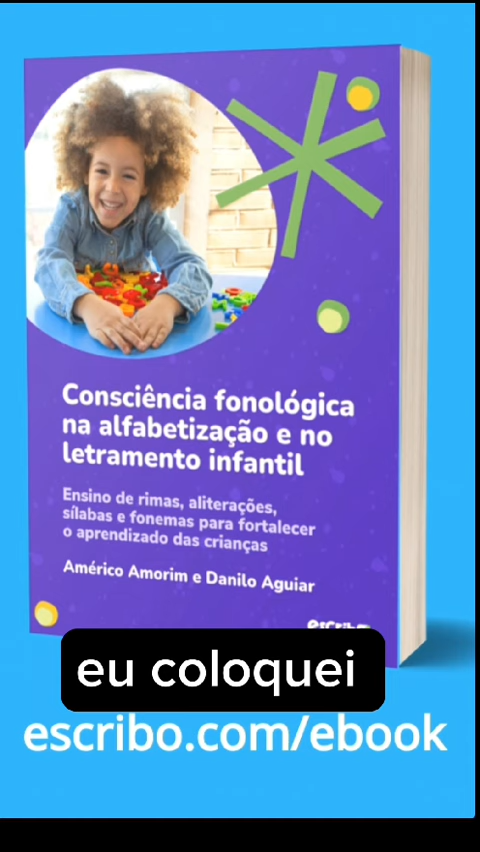 Consciência fonológica
na alfabetização e no
letramento infantil
Ensino de rimas, aliterações,
sílabas e fonemas para fortalecer
o aprendizado das crianças
Américo Amorim e Danilo Aguiar
eu coloquei
escribo.com/ebook